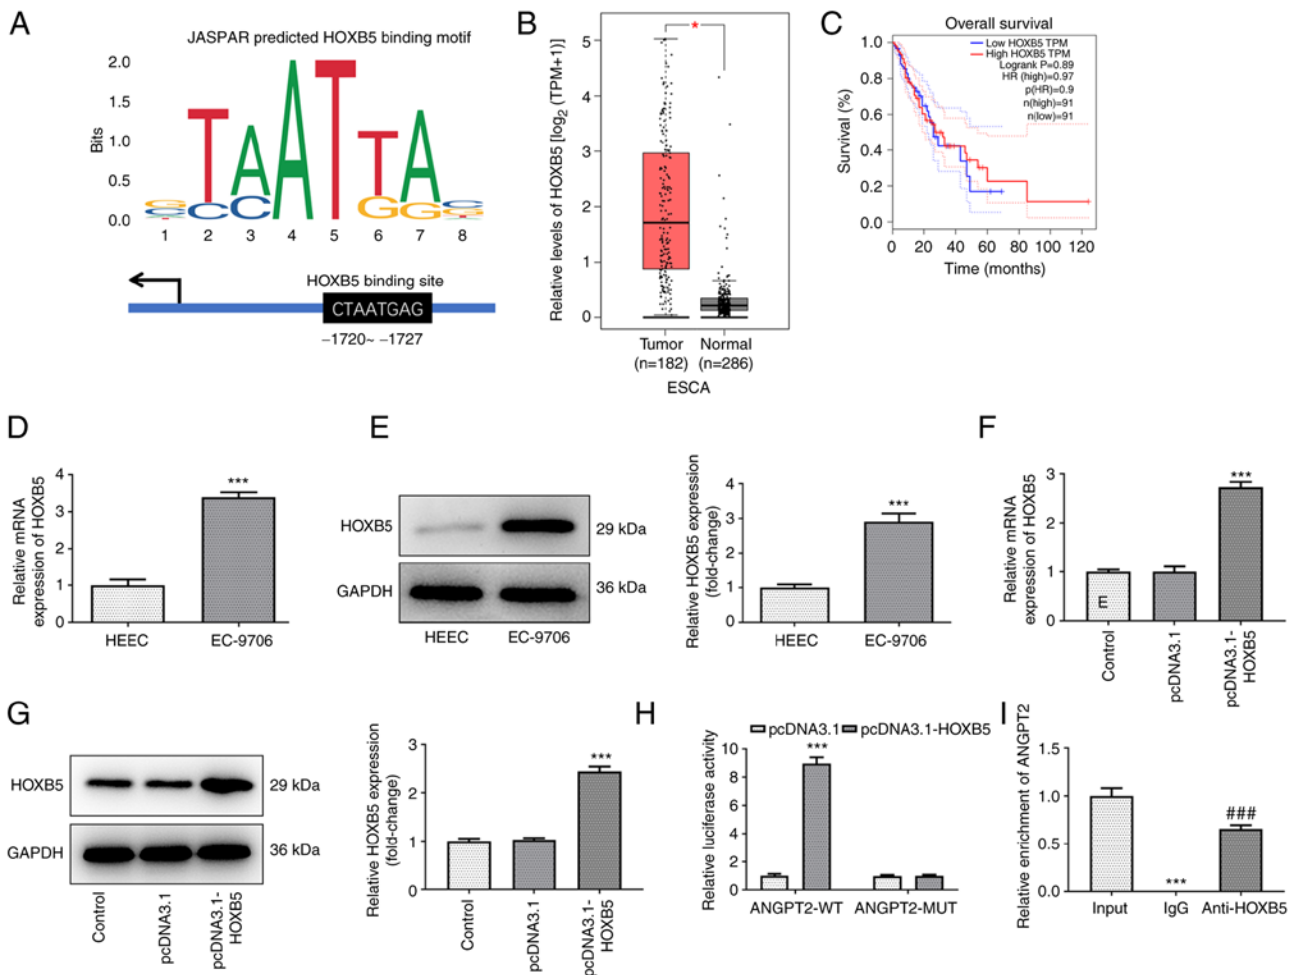 A
JASPAR predicted HOXB5 binding motif
Bits
2.0
1.5
1.0
0.5
0.0
G C T C A C A T T G A G C G
1 2 3 4 5 6 7 8
HOXB5 binding site
CTAATGAG
–1720~ –1727
B
Relative levels of HOXB5 [log2 (TPM+1)]
5
4
3
2
1
0
*
Tumor
(n=182)
Normal
(n=286)
ESCA
C
Overall survival
Low HOXB5 TPM
High HOXB5 TPM
Logrank P=0.89
HR (high)=0.97
p(HR)=0.9
n(high)=91
n(low)=91
Survival (%)
1.0
0.8
0.6
0.4
0.2
0.0
0 20 40 60 80 100 120
Time (months)
D
Relative mRNA
expression of HOXB5
4
3
2
1
0
***
HEEC EC-9706
E
HOXB5 29 kDa
GAPDH 36 kDa
HEEC EC-9706
Relative HOXB5 expression
(fold-change)
4
3
2
1
0
***
HEEC EC-9706
F
Relative mRNA
expression of HOXB5
3
2
1
0
***
E
Control
pcDNA3.1
pcDNA3.1-
HOXB5
G
HOXB5 29 kDa
GAPDH 36 kDa
Control
pcDNA3.1
pcDNA3.1-
HOXB5
Relative HOXB5 expression
(fold-change)
3
2
1
0
***
Control
pcDNA3.1
pcDNA3.1-
HOXB5
H
pcDNA3.1 pcDNA3.1-HOXB5
Relative luciferase activity
10
8
6
4
2
0
***
ANGPT2-WT ANGPT2-MUT
I
Relative enrichment of ANGPT2
1.5
1.0
0.5
0.0
***
###
Input IgG Anti-HOXB5